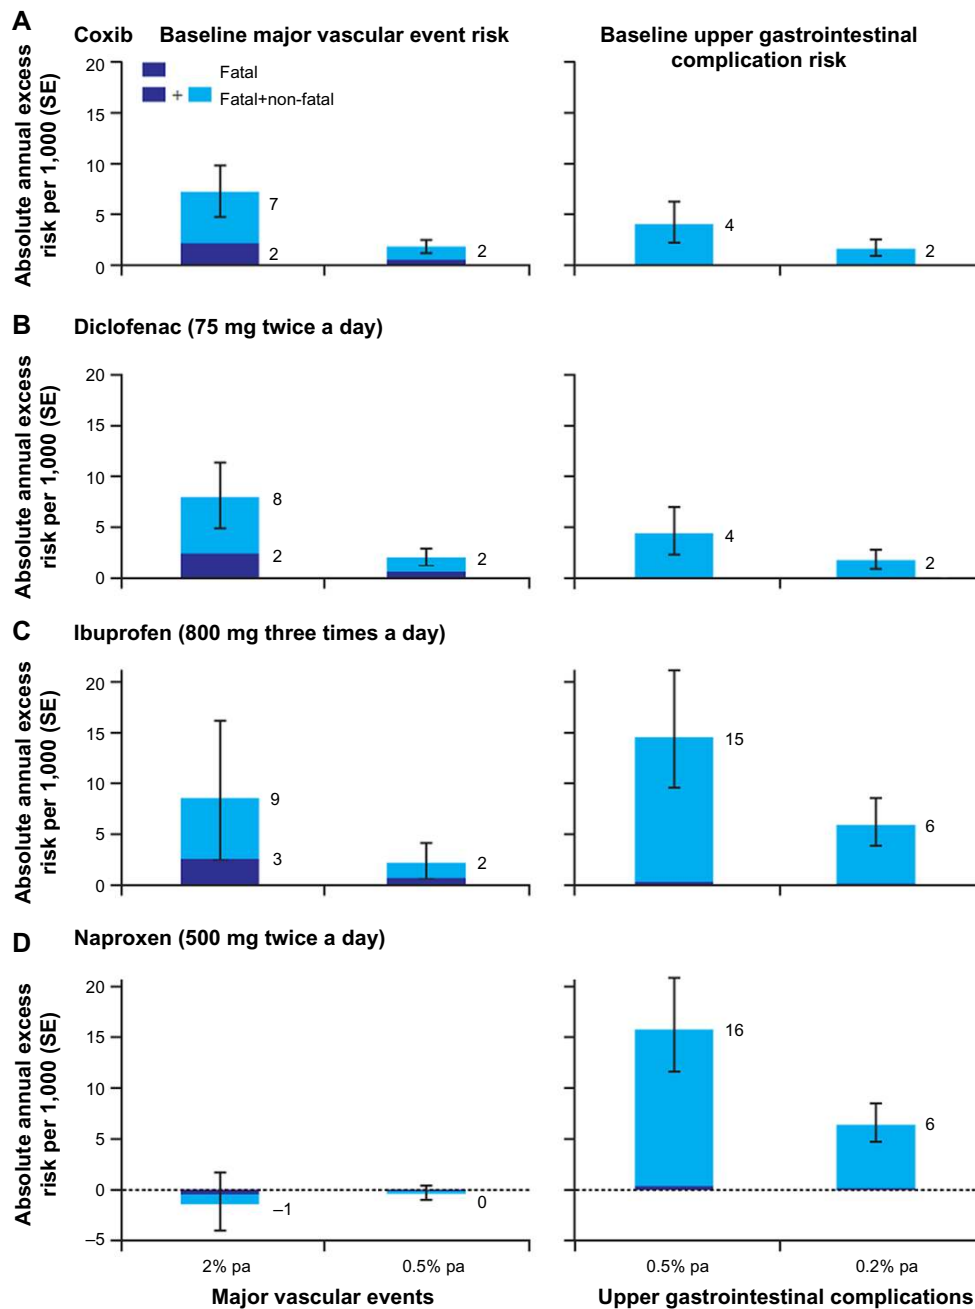 A
Coxib
Baseline major vascular event risk
Baseline upper gastrointestinal
complication risk
Absolute annual excess
risk per 1,000 (SE)
20
15
10
5
0
Fatal
+
Fatal+non-fatal
7
2
2
4
2
B
Diclofenac (75 mg twice a day)
Absolute annual excess
risk per 1,000 (SE)
20
15
10
5
0
8
2
2
4
2
C
Ibuprofen (800 mg three times a day)
Absolute annual excess
risk per 1,000 (SE)
20
15
10
5
0
9
3
2
15
6
D
Naproxen (500 mg twice a day)
Absolute annual excess
risk per 1,000 (SE)
20
15
10
5
0
–5
–1
0
16
6
2% pa
0.5% pa
0.5% pa
0.2% pa
Major vascular events
Upper gastrointestinal complications